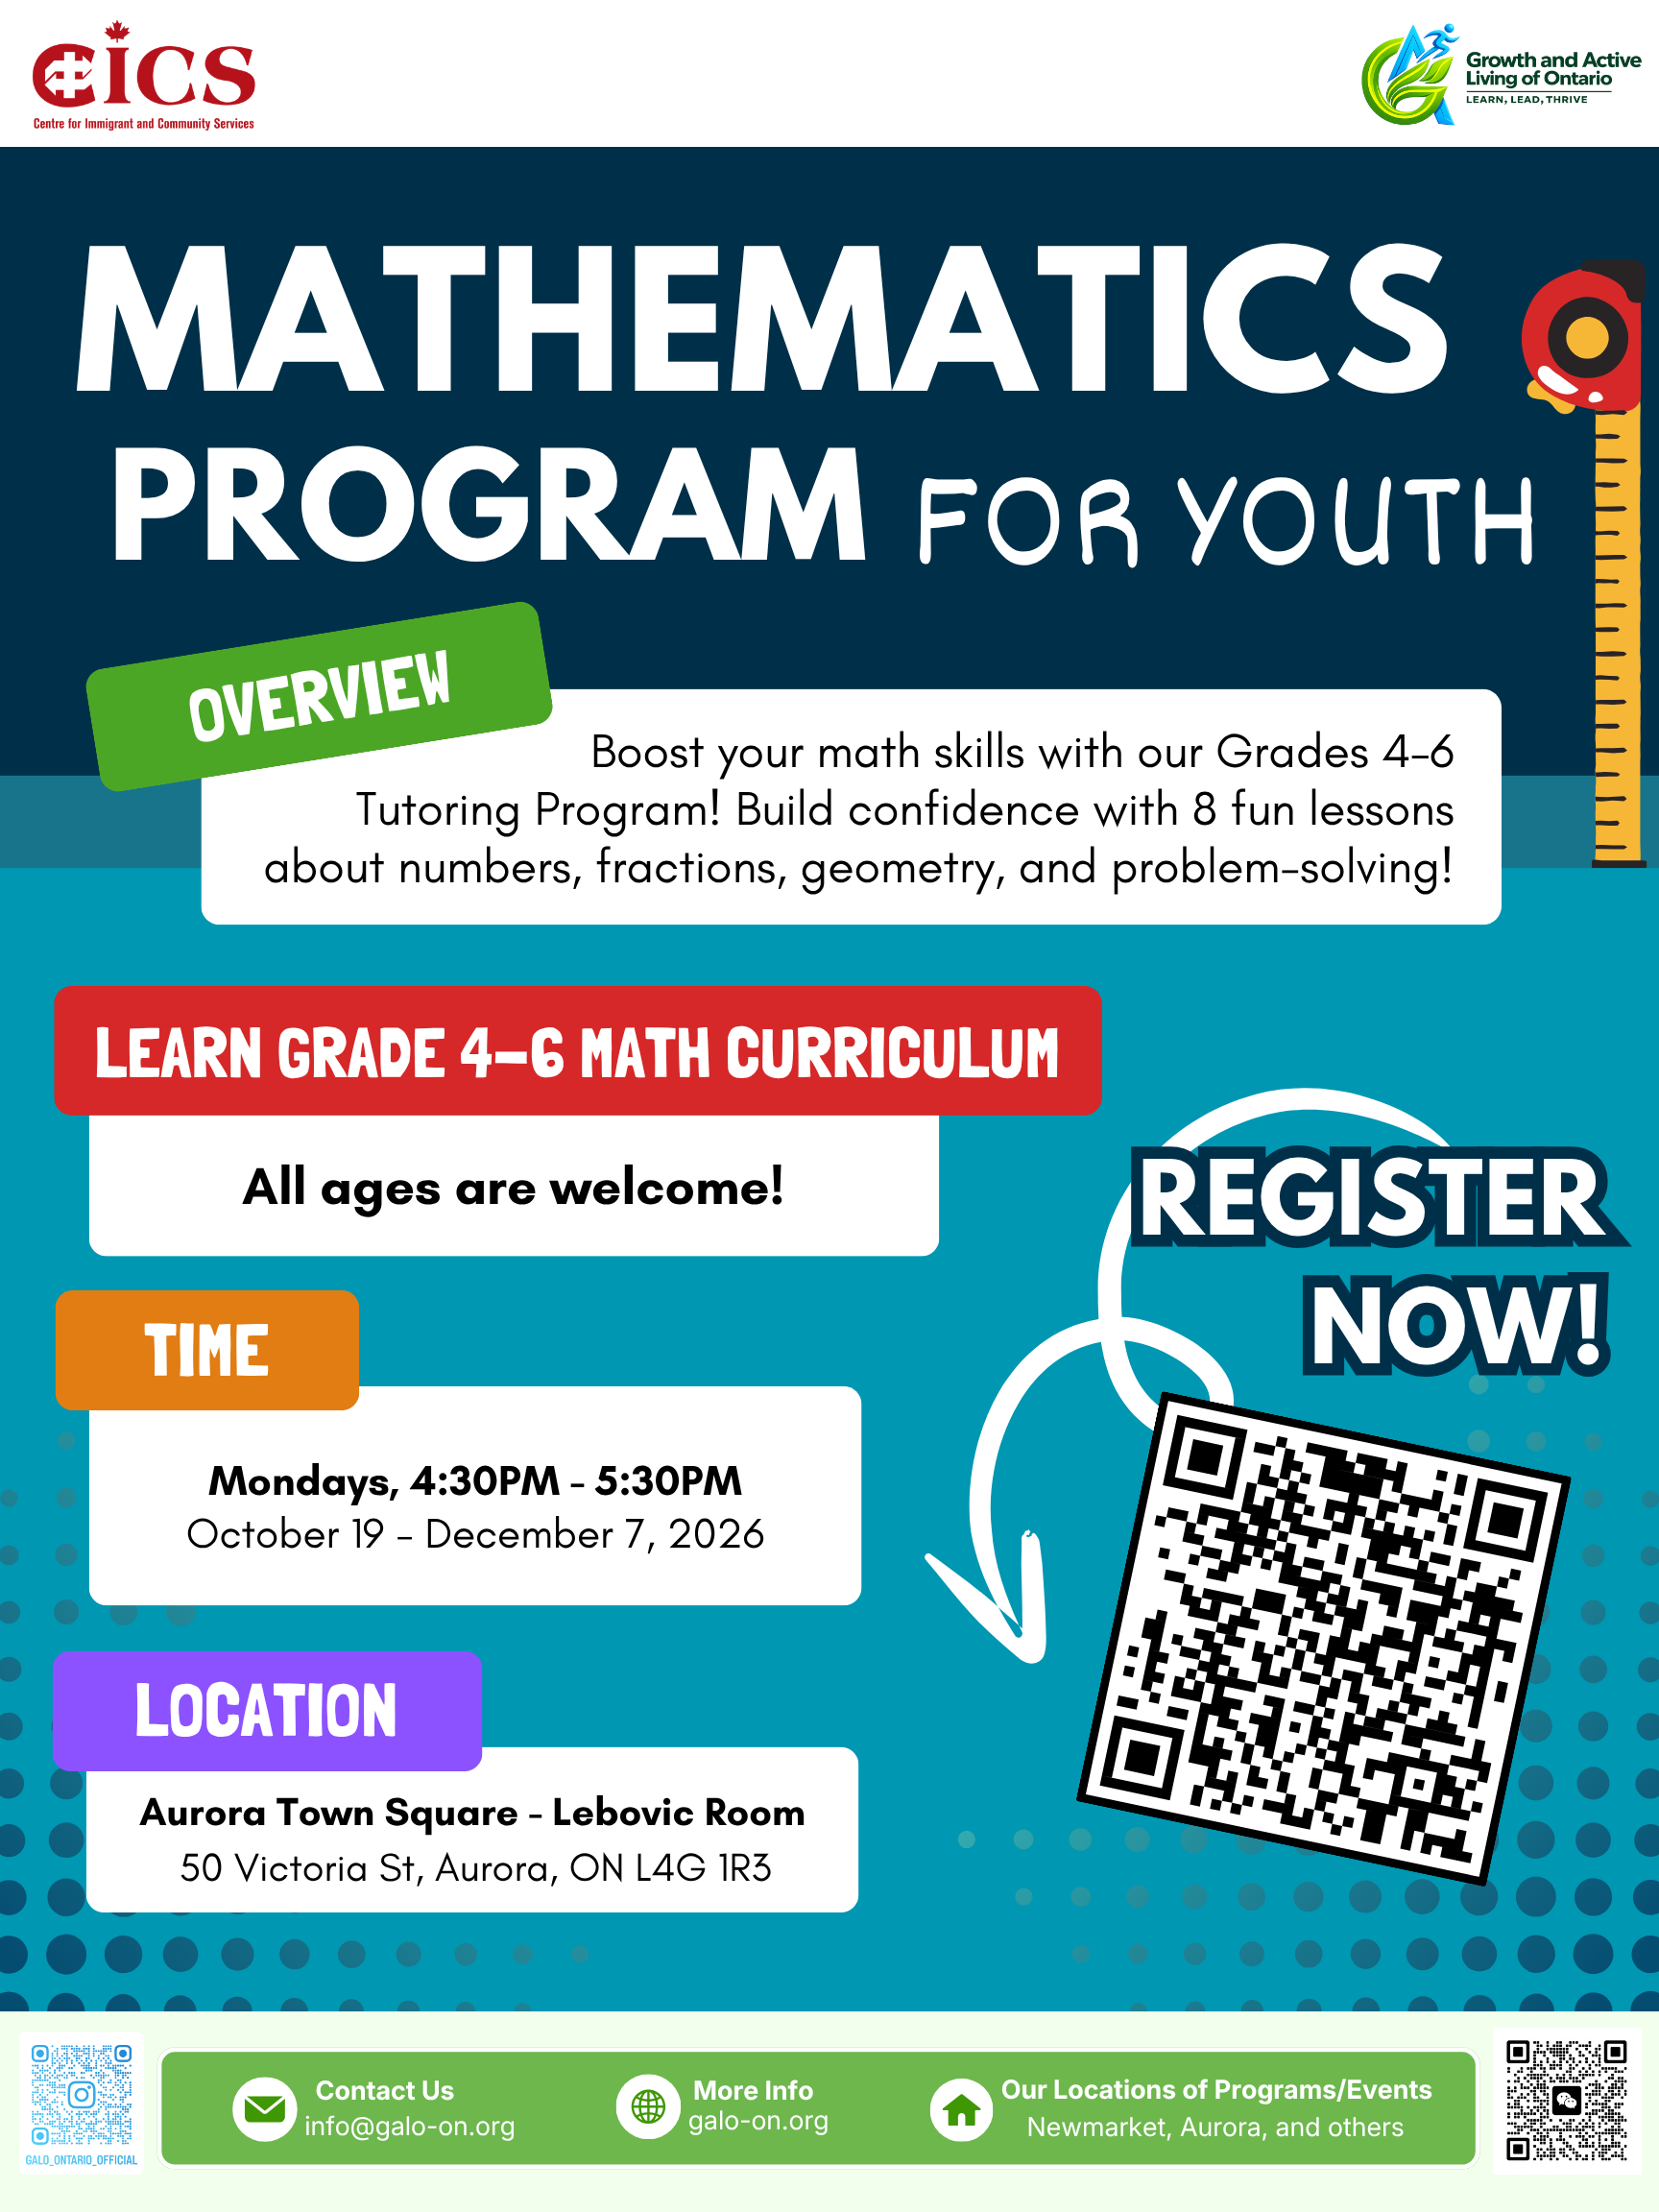 CICS
Centre for Immigrant and Community Services
Growth and Active
Living of Ontario
LEARN, LEAD, THRIVE
MATHEMATICS
PROGRAM FOR YOUTH
OVERVIEW
Boost your math skills with our Grades 4-6
Tutoring Program! Build confidence with 8 fun lessons
about numbers, fractions, geometry, and problem-solving!
LEARN GRADE 4-6 MATH CURRICULUM
All ages are welcome!
REGISTER
NOW!
TIME
Mondays, 4:30PM - 5:30PM
October 19 - December 7, 2026
LOCATION
Aurora Town Square - Lebovic Room
50 Victoria St, Aurora, ON L4G 1R3
GALO_ONTARIO_OFFICIAL
Contact Us
info@galo-on.org
More Info
galo-on.org
Our Locations of Programs/Events
Newmarket, Aurora, and others